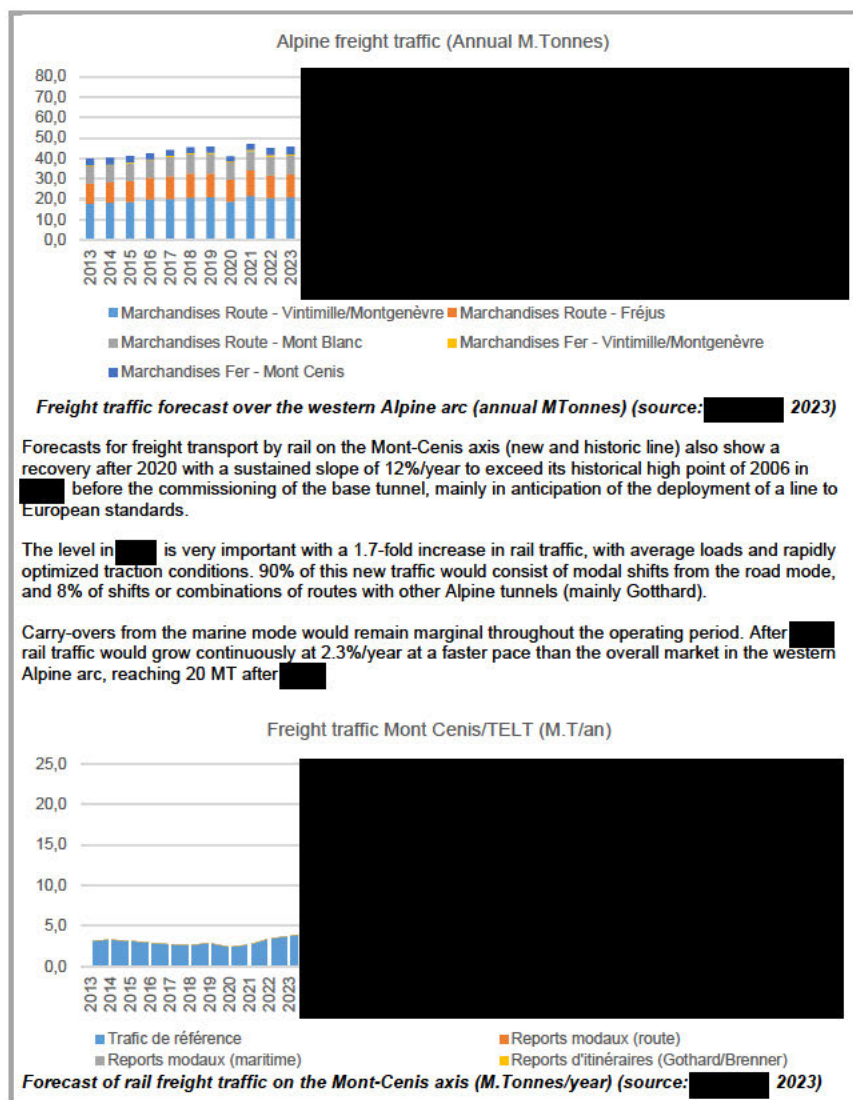 Alpine freight traffic (Annual M.Tonnes)
80,0
70,0
60,0
50,0
40,0
30,0
20,0
10,0
0,0
2013 2014 2015 2016 2017 2018 2019 2020 2021 2022 2023
Marchandises Route - Vintimille/Montgenèvre Marchandises Route - Fréjus
Marchandises Route - Mont Blanc Marchandises Fer - Vintimille/Montgenèvre
Marchandises Fer - Mont Cenis
Freight traffic forecast over the western Alpine arc (annual MTonnes) (source: 2023)
Forecasts for freight transport by rail on the Mont-Cenis axis (new and historic line) also show a
recovery after 2020 with a sustained slope of 12%/year to exceed its historical high point of 2006 in
before the commissioning of the base tunnel, mainly in anticipation of the deployment of a line to
European standards.
The level in is very important with a 1.7-fold increase in rail traffic, with average loads and rapidly
optimized traction conditions. 90% of this new traffic would consist of modal shifts from the road mode,
and 8% of shifts or combinations of routes with other Alpine tunnels (mainly Gotthard).
Carry-overs from the marine mode would remain marginal throughout the operating period. After
rail traffic would grow continuously at 2.3%/year at a faster pace than the overall market in the western
Alpine arc, reaching 20 MT after
Freight traffic Mont Cenis/TELT (M.T/an)
25,0
20,0
15,0
10,0
5,0
0,0
2013 2014 2015 2016 2017 2018 2019 2020 2021 2022 2023
Trafic de référence Reports modaux (route)
Reports modaux (maritime) Reports d'itinéraires (Gothard/Brenner)
Forecast of rail freight traffic on the Mont-Cenis axis (M.Tonnes/year) (source: 2023)